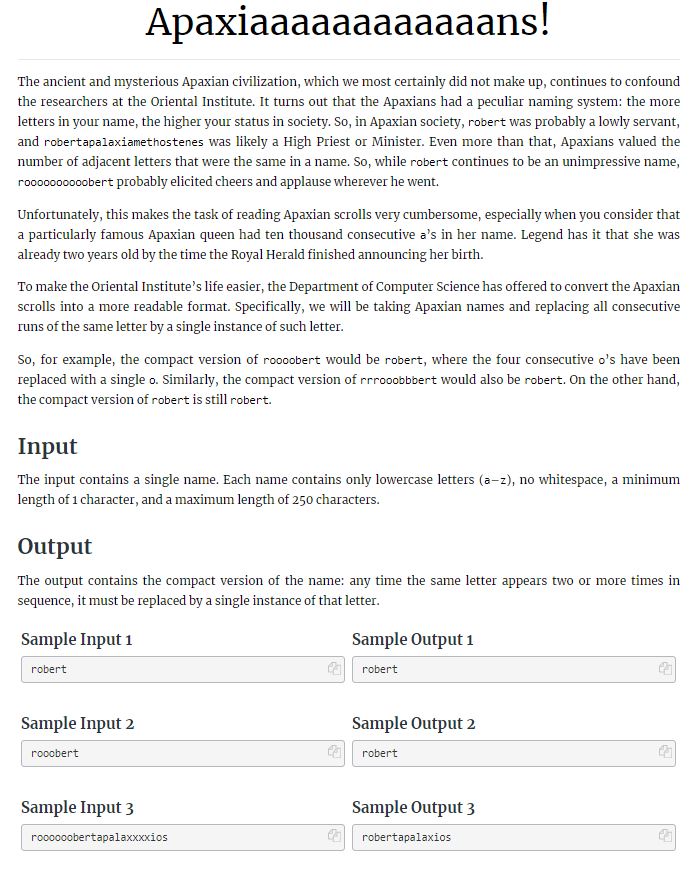 Apaxiaaaaaaaaaaaans!
The ancient and mysterious Apaxian civilization, which we most certainly did not make up, continues to confound
the researchers at the Oriental Institute. It turns out that the Apaxians had a peculiar naming system: the more
letters in your name, the higher your status in society. So, in Apaxian society, robert was probably a lowly servant,
and robertapalaxiamethostenes was likely a High Priest or Minister. Even more than that, Apaxians valued the
number of adjacent letters that were the same in a name. So, while robert continues to be an unimpressive name,
roooooooooobert probably elicited cheers and applause wherever he went.
Unfortunately, this makes the task of reading Apaxian scrolls very cumbersome, especially when you consider that
a particularly famous Apaxian queen had ten thousand consecutive a's in her name. Legend has it that she was
already two years old by the time the Royal Herald finished announcing her birth.
To make the Oriental Institute's life easier, the Department of Computer Science has offered to convert the Apaxian
scrolls into a more readable format. Specifically, we will be taking Apaxian names and replacing all consecutive
runs of the same letter by a single instance of such letter.
So, for example, the compact version of roooobert would be robert, where the four consecutive o's have been
replaced with a single o. Similarly, the compact version of rrrooobbbert would also be robert. On the other hand,
the compact version of robert is still robert.
Input
The input contains a single name. Each name contains only lowercase letters (a–z), no whitespace, a minimum
length of 1 character, and a maximum length of 250 characters.
Output
The output contains the compact version of the name: any time the same letter appears two or more times in
sequence, it must be replaced by a single instance of that letter.
Sample Input 1
Sample Output 1
robert
robert
Sample Input 2
Sample Output 2
rooobert
robert
Sample Input 3
Sample Output 3
roooooobertapalaxxxxios
robertapalaxios